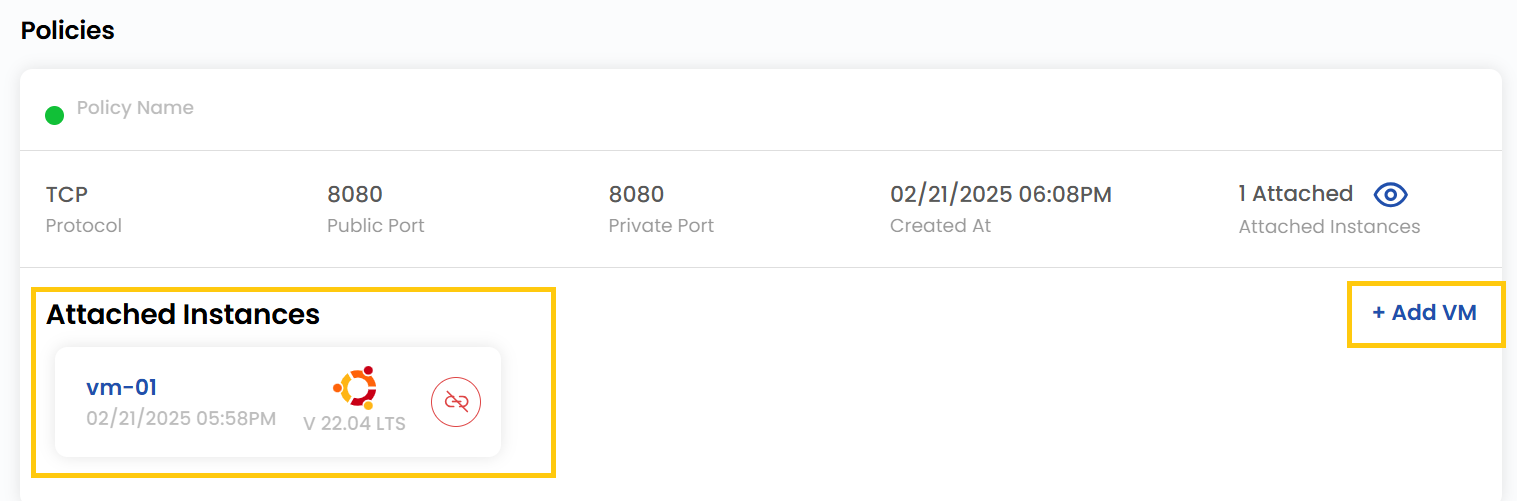 Policies
Policy Name
TCP 8080 8080 02/21/2025 06:08PM 1 Attached
Protocol Public Port Private Port Created At Attached Instances
Attached Instances + Add VM
vm-01
02/21/2025 05:58PM V 22.04 LTS